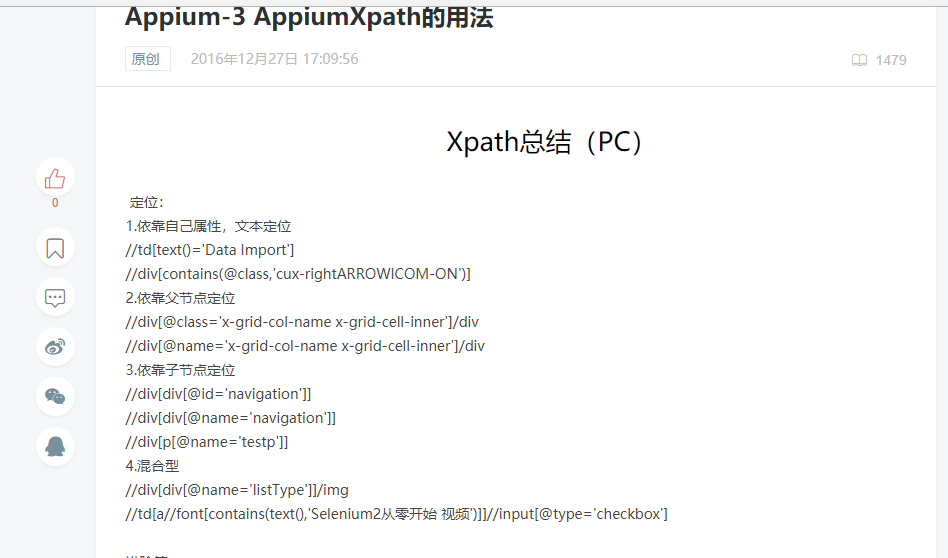 Appium-3 AppiumXpath的用法
原创 2016年12月27日 17:09:56 1479
Xpath总结（PC）
定位：
1.依靠自己属性，文本定位
//td[text()='Data Import']
//div[contains(@class,'cux-rightARROWICOM-ON')]
2.依靠父节点定位
//div[@class='x-grid-col-name x-grid-cell-inner']/div
//div[@name='x-grid-col-name x-grid-cell-inner']/div
3.依靠子节点定位
//div[div[@id='navigation']]
//div[div[@name='navigation']]
//div[p[@name='testp']]
4.混合型
//div[div[@name='listType']]/img
//td[a//font[contains(text(),'Selenium2从零开始 视频')]]//input[@type='checkbox']
0